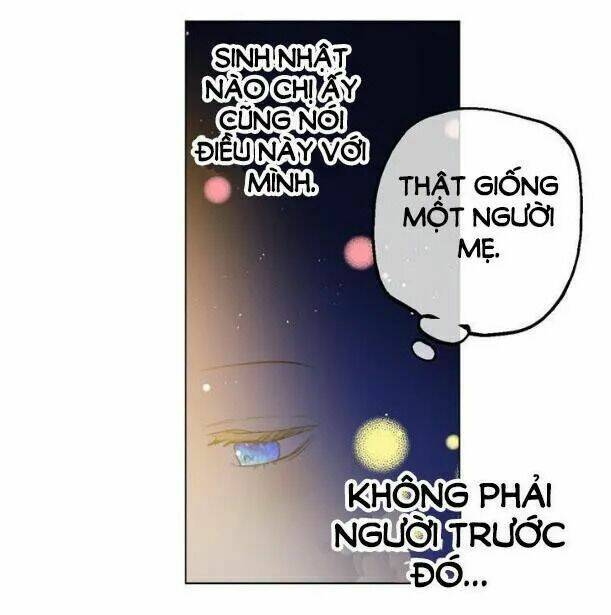 SINH NHẬT
NÀO CHỊ ẤY
CŨNG NÓI
ĐIỀU NÀY VỚI
MÌNH.
THẬT GIỐNG
MỘT NGƯỜI
MẸ.
KHÔNG PHẢI
NGƯỜI TRƯỚC
ĐÓ...